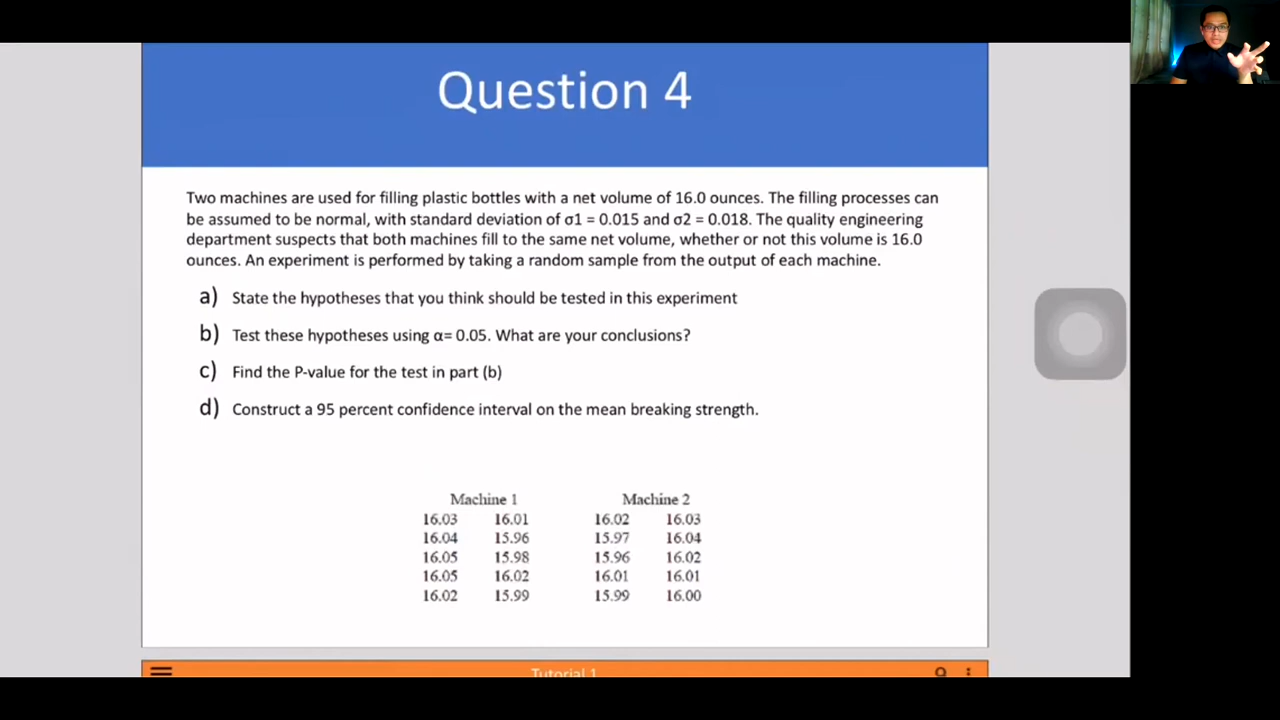 Question 4
Two machines are used for filling plastic bottles with a net volume of 16.0 ounces. The filling processes can
be assumed to be normal, with standard deviation of σ1 = 0.015 and σ2 = 0.018. The quality engineering
department suspects that both machines fill to the same net volume, whether or not this volume is 16.0
ounces. An experiment is performed by taking a random sample from the output of each machine.
a) State the hypotheses that you think should be tested in this experiment
b) Test these hypotheses using α= 0.05. What are your conclusions?
c) Find the P-value for the test in part (b)
d) Construct a 95 percent confidence interval on the mean breaking strength.
Machine 1 Machine 2
16.03 16.01 16.02 16.03
16.04 15.96 15.97 16.04
16.05 15.98 15.96 16.02
16.05 16.02 16.01 16.01
16.02 15.99 15.99 16.00
Tutorial 1